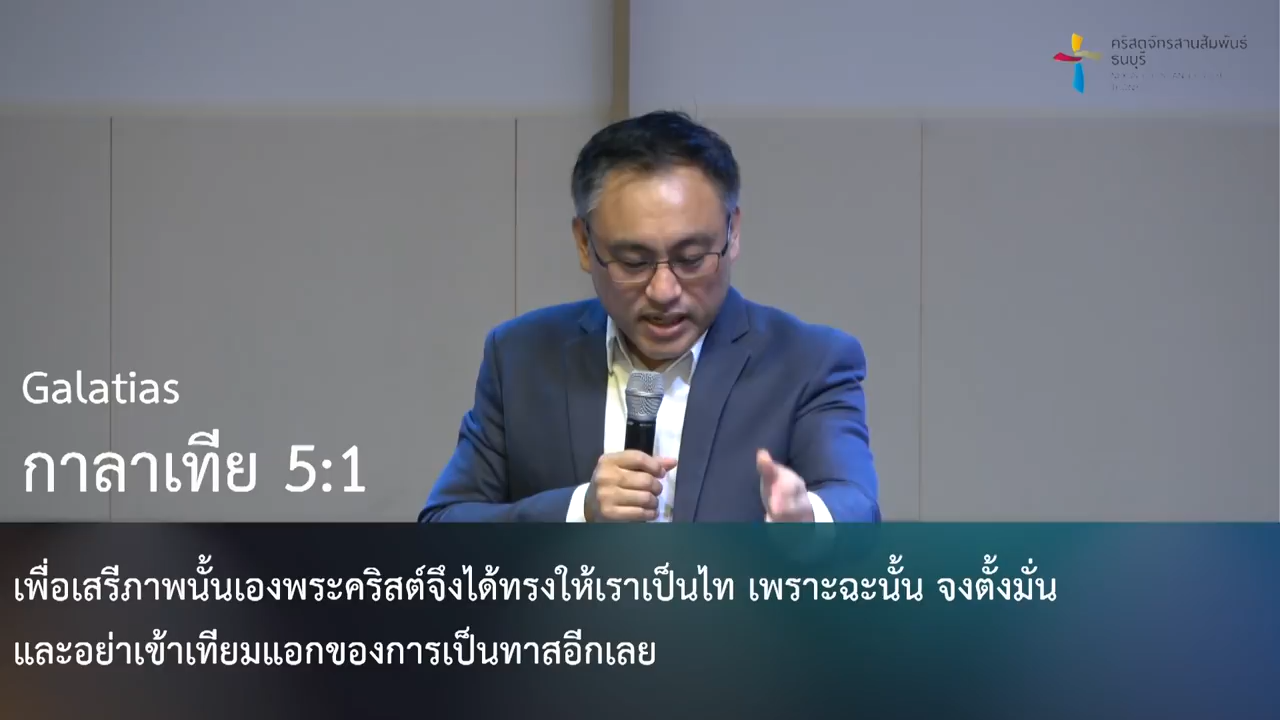 คริสตจักรสานสัมพันธ์
ธนบุรี
Galatias
กาลาเทีย 5:1
เพื่อเสรีภาพนั้นเองพระคริสต์จึงได้ทรงให้เราเป็นไท เพราะฉะนั้น จงตั้งมั่น
และอย่าเข้าเทียมแอกของการเป็นทาสอีกเลย